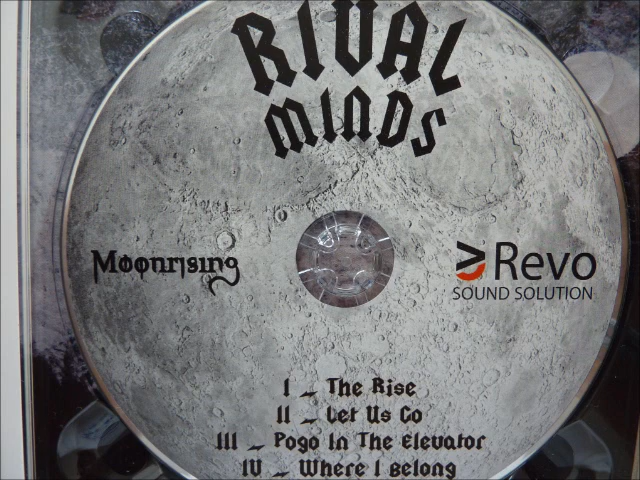 RIVAL
MINDS
Moonrising
Revo
SOUND SOLUTION
I _ The Rise
II _ Let Us Go
III _ Pogo In The Elevator
IV _ Where I Belong